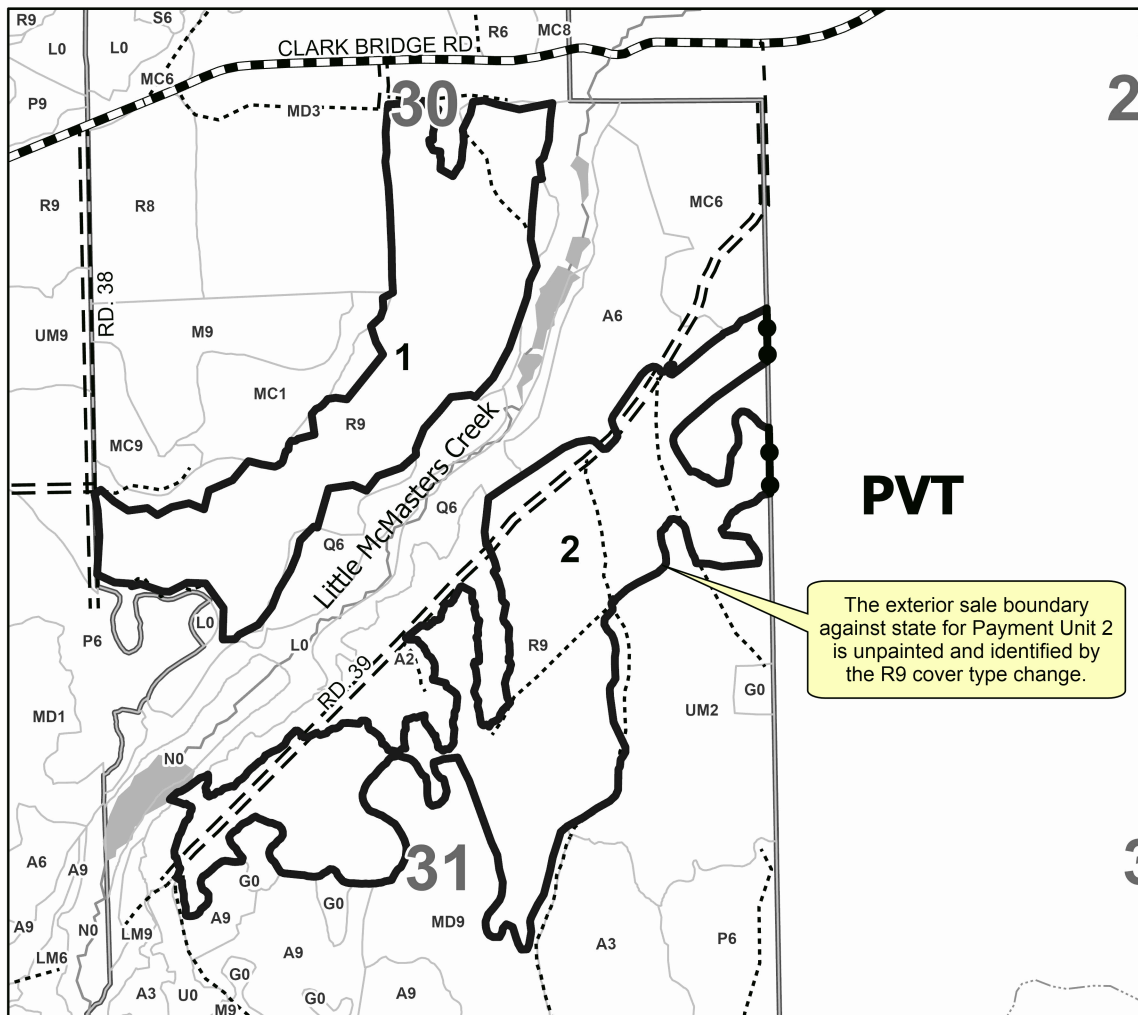 R9
S6
R6
MC8
L0
L0
CLARK BRIDGE RD
MC6
P9
30
MD3
2
R9
R8
MC6
RD. 38
UM9
M9
A6
1
MC1
R9
MC9
PVT
Little McMasters Creek
Q6
Q6
2
The exterior sale boundary
against state for Payment Unit 2
is unpainted and identified by
the R9 cover type change.
L0
P6
L0
R9
A2
RD. 39
G0
MD1
UM2
N0
A6
A9
31
3
G0
G0
A9
MD9
A9
N0
LM9
A9
A3
P6
LM6
G0
A3
U0
G0
A9
M9